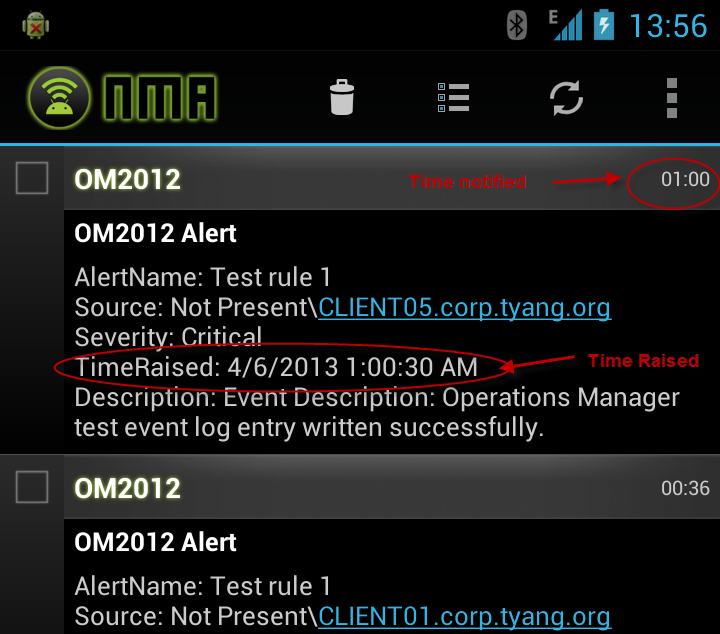 E 13:56
NMA
OM2012 Time notified 01:00
OM2012 Alert
AlertName: Test rule 1
Source: Not Present\CLIENT05.corp.tyang.org
Severity: Critical
TimeRaised: 4/6/2013 1:00:30 AM Time Raised
Description: Event Description: Operations Manager
test event log entry written successfully.
OM2012 00:36
OM2012 Alert
AlertName: Test rule 1
Source: Not Present\CLIENT01.corp.tyang.org